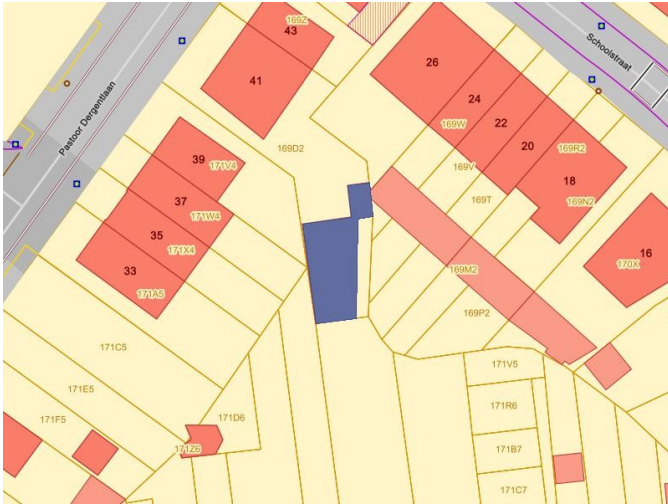 169Z
43
Schoolstraat
26
41
24
169W
22
Pastoor Dergentlaan
20
169R2
169D2
39
171V4
169V
18
37
169T
169N2
171W4
35
171X4
16
170X
33
169M2
171A5
169P2
171C5
171V5
171E5
171R6
171F5
171D6
171Z6
171B7
171C7